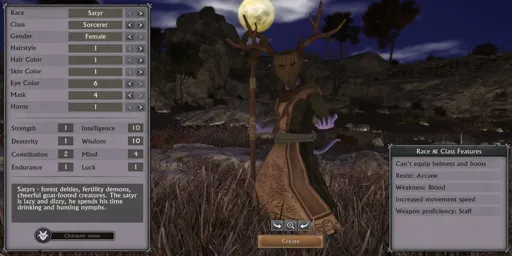 Race Satyr
Class Sorcerer
Gender Female
Hairstyle 1
Hair Color 1
Skin Color 1
Eye Color 6
Mask 4
Horns 1
Strength 1 Intelligence 10
Dexterity 1 Wisdom 10
Constitution 2 Mind 4
Endurance 1 Luck 1
Satyrs - forest deities, fertility demons,
cheerful goat-footed creatures. The satyr
is lazy and dizzy, he spends his time
drinking and hunting nymphs.
Character name
Create
Race & Class Features
Can't equip helmets and boots
Resist: Arcane
Weakness: Blood
Increased movement speed
Weapon proficiency: Staff